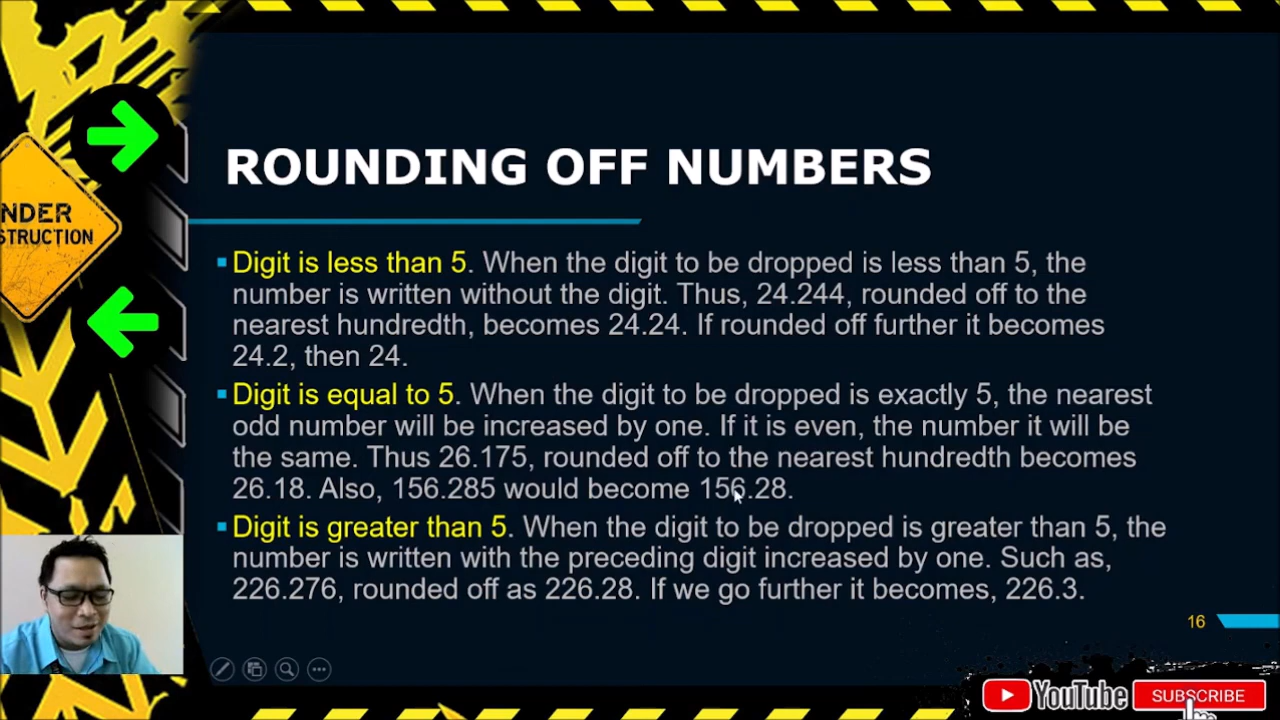 ROUNDING OFF NUMBERS
NDER
STRUCTION
Digit is less than 5. When the digit to be dropped is less than 5, the
number is written without the digit. Thus, 24.244, rounded off to the
nearest hundredth, becomes 24.24. If rounded off further it becomes
24.2, then 24.
Digit is equal to 5. When the digit to be dropped is exactly 5, the nearest
odd number will be increased by one. If it is even, the number it will be
the same. Thus 26.175, rounded off to the nearest hundredth becomes
26.18. Also, 156.285 would become 156.28.
Digit is greater than 5. When the digit to be dropped is greater than 5, the
number is written with the preceding digit increased by one. Such as,
226.276, rounded off as 226.28. If we go further it becomes, 226.3.
16
YouTube SUBSCRIBE